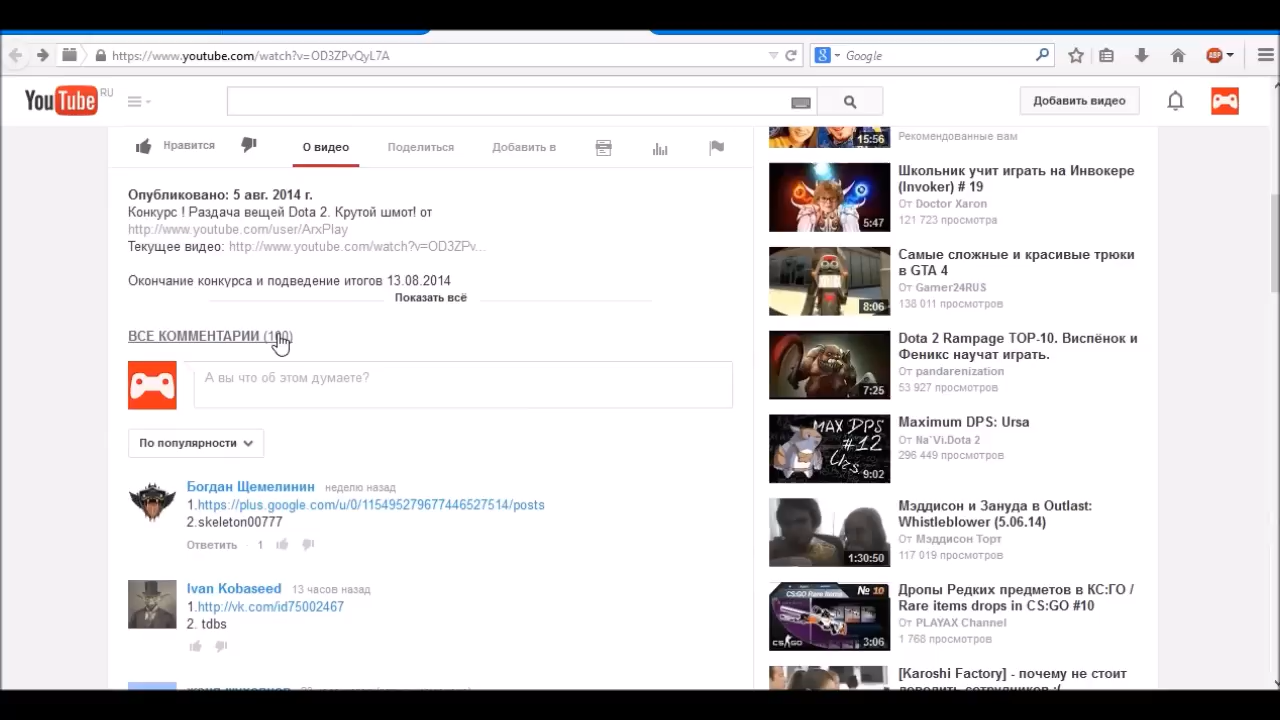 https://www.youtube.com/watch?v=OD3ZPvQyL7A
Google
ABP
YouTube RU
Добавить видео
Нравится
О видео
Поделиться
Добавить в
Опубликовано: 5 авг. 2014 г.
Конкурс ! Раздача вещей Dota 2. Крутой шмот! от
http://www.youtube.com/user/ArxPlay
Текущее видео: http://www.youtube.com/watch?v=OD3ZPv...
Окончание конкурса и подведение итогов 13.08.2014
Показать всё
ВСЕ КОММЕНТАРИИ
А вы что об этом думаете?
По популярности
Богдан Щемелинин неделю назад
1.https://plus.google.com/u/0/115495279677446527514/posts
2.skeleton00777
Ответить · 1
Ivan Kobaseed 13 часов назад
1.http://vk.com/id75002467
2. tdbs
15:56
Рекомендованные вам
5:47
Школьник учит играть на Инвокере
(Invoker) # 19
От Doctor Xaron
121 723 просмотра
8:06
Самые сложные и красивые трюки
в GTA 4
От Gamer24RUS
138 011 просмотров
7:25
Dota 2 Rampage TOP-10. Виспёнок и
Феникс научат играть.
От pandarenization
53 927 просмотров
MAX DPS
#12
9:02
Maximum DPS: Ursa
От Na`Vi.Dota 2
296 449 просмотров
1:30:50
Мэддисон и Зануда в Outlast:
Whistleblower (5.06.14)
От Мэддисон Торт
117 019 просмотров
CS:GO Rare Items
№ 10
CS:GO
3:06
Дропы Редких предметов в КС:ГО /
Rare items drops in CS:GO #10
От PLAYAX Channel
1 768 просмотров
[Karoshi Factory] - почему не стоит
доводить сотрудников :(